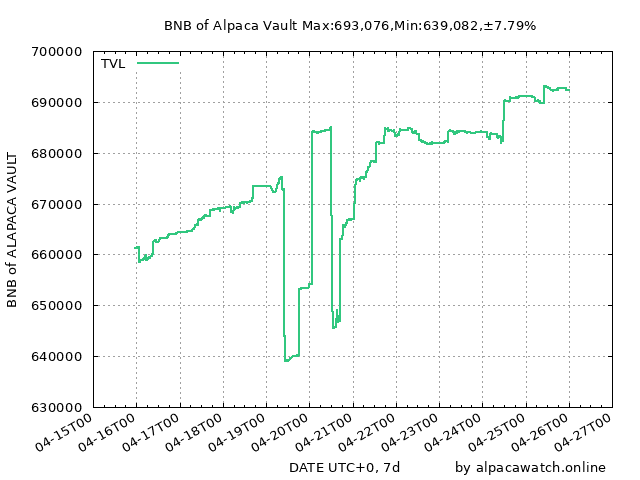 BNB of Alpaca Vault Max:693,076,Min:639,082,±7.79%
TVL
700000
690000
680000
670000
660000
650000
640000
630000
BNB of ALAPACA VAULT
04-15T00
04-16T00
04-17T00
04-18T00
04-19T00
04-20T00
04-21T00
04-22T00
04-23T00
04-24T00
04-25T00
04-26T00
04-27T00
DATE UTC+0, 7d
by alpacawatch.online